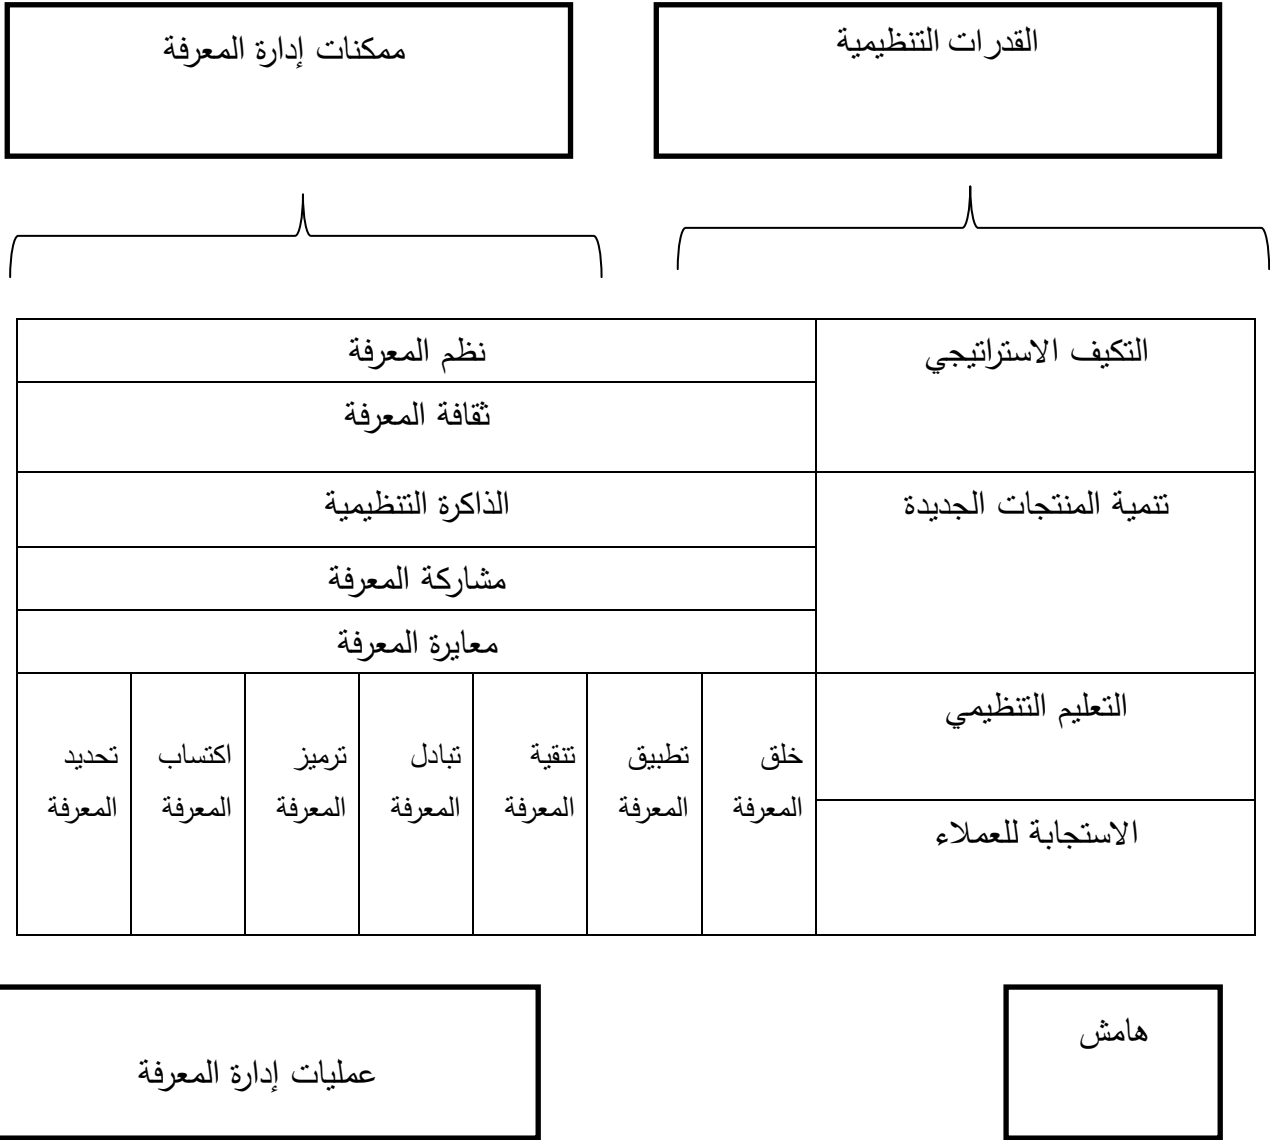 القدرات التنظيمية
ممكنات إدارة المعرفة
التكيف الاستراتيجي
نظم المعرفة
ثقافة المعرفة
تنمية المنتجات الجديدة
الذاكرة التنظيمية
مشاركة المعرفة
معايرة المعرفة
التعليم التنظيمي
الاستجابة للعملاء
خلق
المعرفة
تطبيق
المعرفة
تنقية
المعرفة
تبادل
المعرفة
ترميز
المعرفة
اكتساب
المعرفة
تحديد
المعرفة
هامش
عمليات إدارة المعرفة